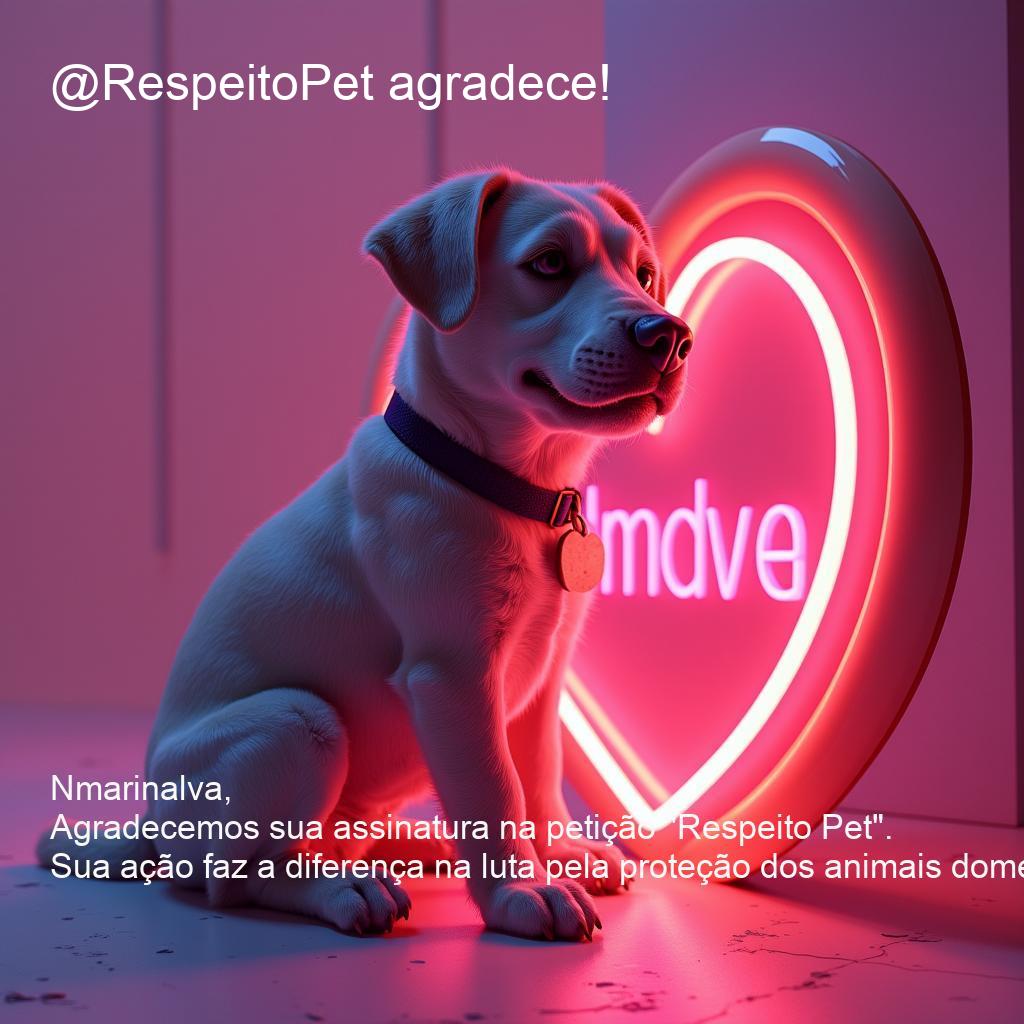 @RespeitoPet agradece!
lmdve
Nmarinalva,
Agradecemos sua assinatura na petição "Respeito Pet".
Sua ação faz a diferença na luta pela proteção dos animais dome